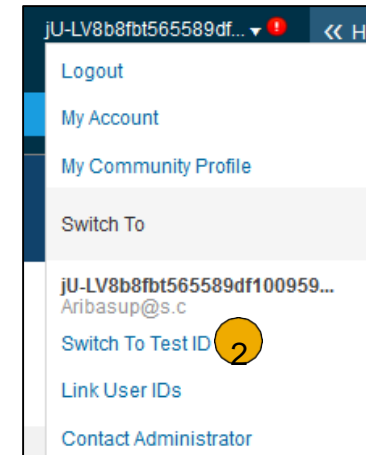 jU-LV8b8fbt565589df... ▾ ! « H
Logout
My Account
My Community Profile
Switch To
jU-LV8b8fbt565589df100959...
Aribasup@s.c
Switch To Test ID 2
Link User IDs
Contact Administrator